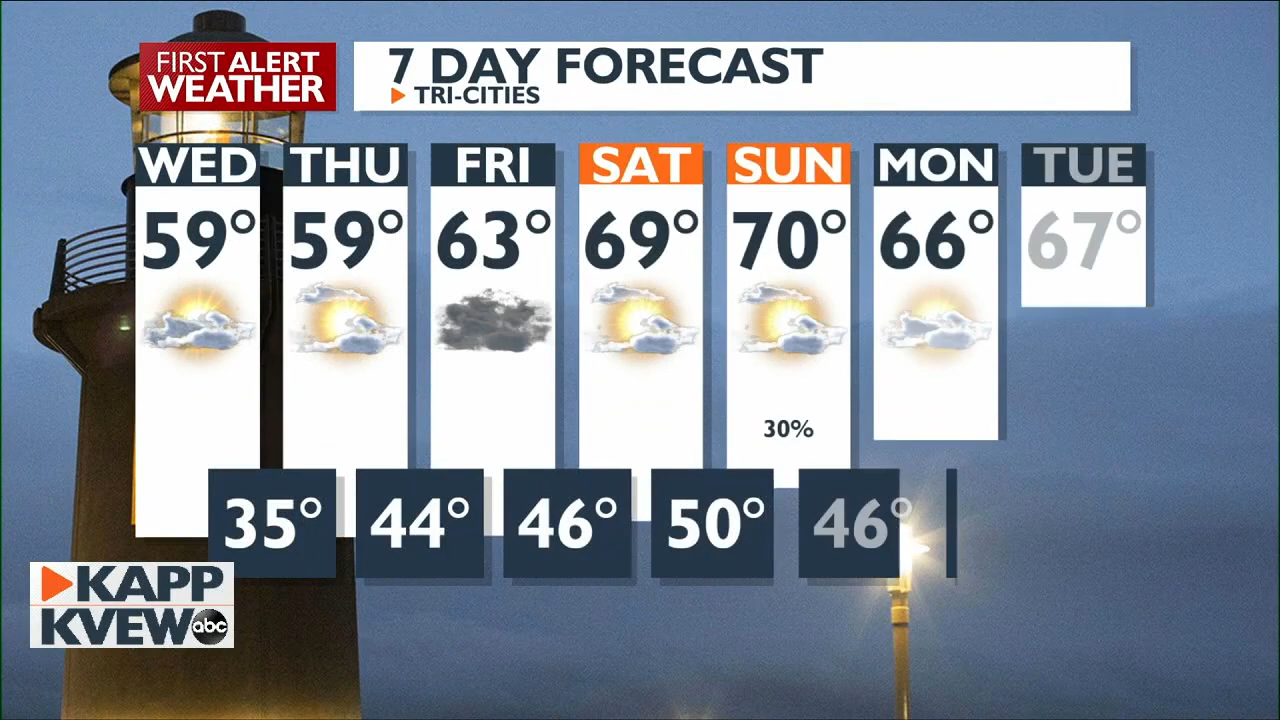 FIRST ALERT
WEATHER
7 DAY FORECAST
TRI-CITIES
WED THU FRI SAT SUN MON TUE
59° 59° 63° 69° 70° 66° 67°
30%
35° 44° 46° 50° 46°
KAPP
KVEW abc